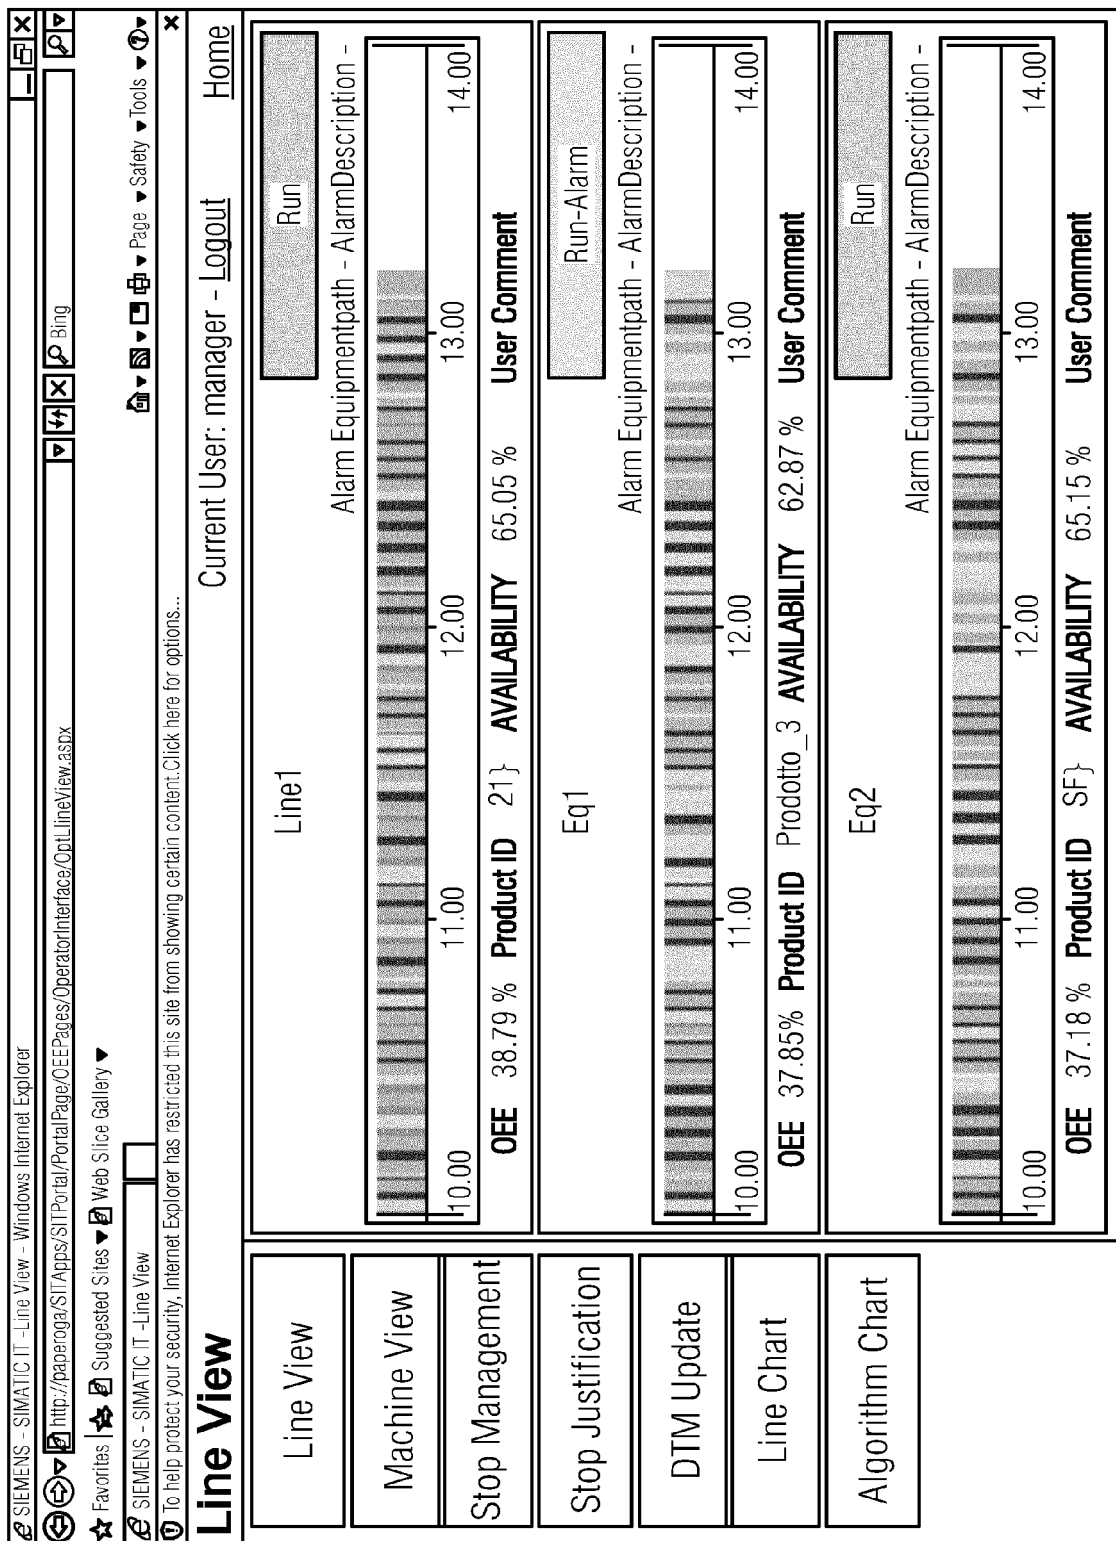 SIEMENS - SIMATIC IT -Line View - Windows Internet Explorer
http://paperoga/SITApps/SITPortal/PortalPage/OEEPages/OperatorInterface/OptLlineView.aspx
Bing
Favorites
Suggested Sites
Web Slice Gallery
SIEMENS - SIMATIC IT -Line View
Page
Safety
Tools
To help protect your security, Internet Explorer has restricted this site from showing certain content.Click here for options...
Line View
Current User: manager - Logout
Home
Line View
Machine View
Stop Management
Stop Justification
DTM Update
Line Chart
Algorithm Chart
Line1
Run
Alarm Equipmentpath - AlarmDescription -
10.00 11.00 12.00 13.00 14.00
OEE 38.79 % Product ID 21} AVAILABILITY 65.05 % User Comment
Eq1
Run-Alarm
Alarm Equipmentpath - AlarmDescription -
10.00 11.00 12.00 13.00 14.00
OEE 37.85% Product ID Prodotto_3 AVAILABILITY 62.87 % User Comment
Eq2
Run
Alarm Equipmentpath - AlarmDescription -
10.00 11.00 12.00 13.00 14.00
OEE 37.18 % Product ID SF} AVAILABILITY 65.15 % User Comment